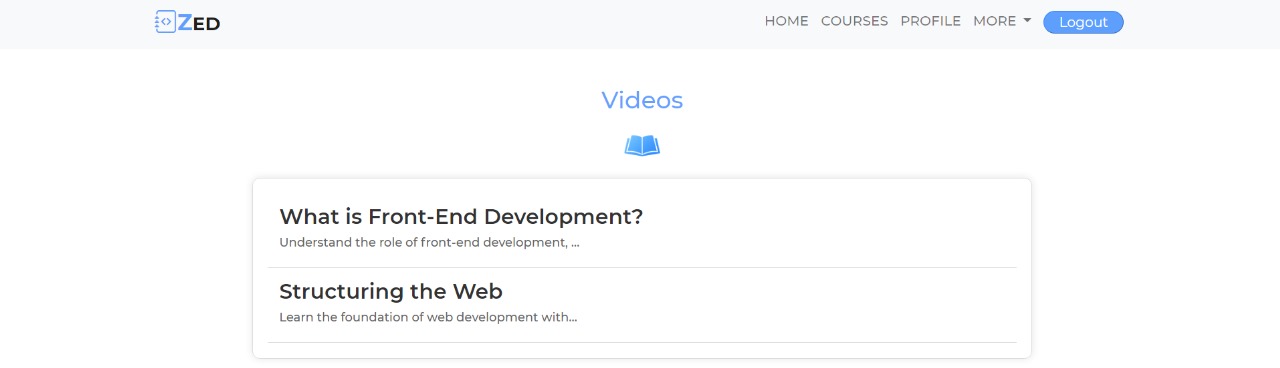 ZED
HOME COURSES PROFILE MORE Logout
Videos
What is Front-End Development?
Understand the role of front-end development, ...
Structuring the Web
Learn the foundation of web development with...